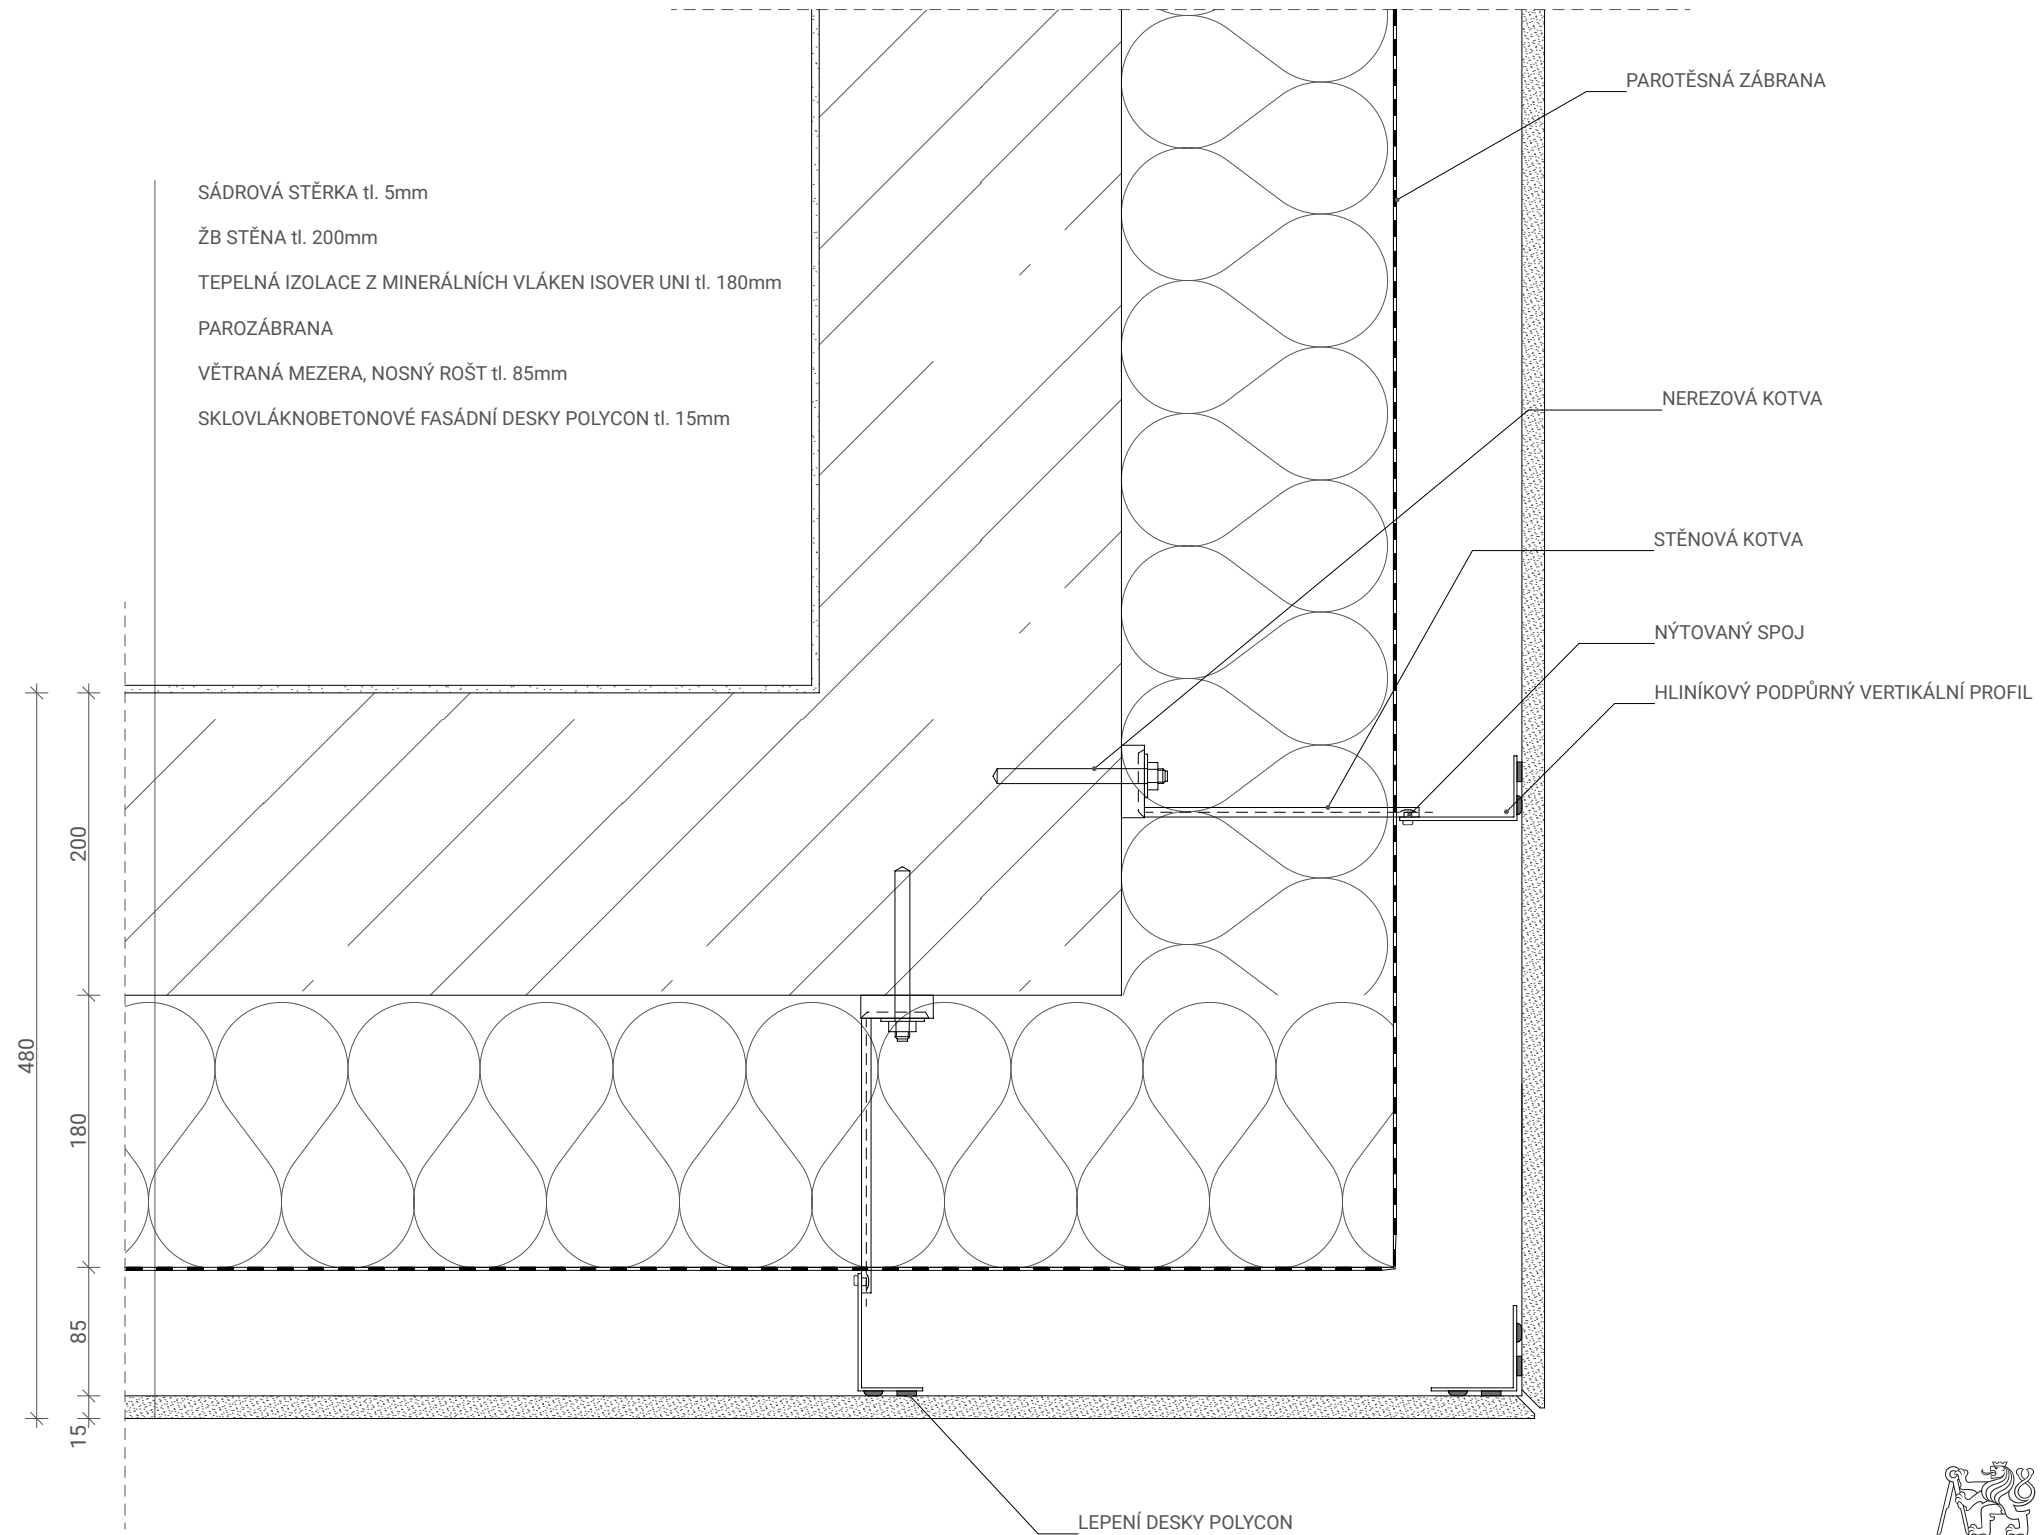 PAROTĚSNÁ ZÁBRANA
SÁDROVÁ STĚRKA tl. 5mm
ŽB STĚNA tl. 200mm
TEPELNÁ IZOLACE Z MINERÁLNÍCH VLÁKEN ISOVER UNI tl. 180mm
PAROZÁBRANA
VĚTRANÁ MEZERA, NOSNÝ ROŠT tl. 85mm
SKLOVLÁKNOBETONOVÉ FASÁDNÍ DESKY POLYCON tl. 15mm
NEREZOVÁ KOTVA
STĚNOVÁ KOTVA
NÝTOVANÝ SPOJ
HLINÍKOVÝ PODPŮRNÝ VERTIKÁLNÍ PROFIL
200
480
180
85
15
LEPENÍ DESKY POLYCON